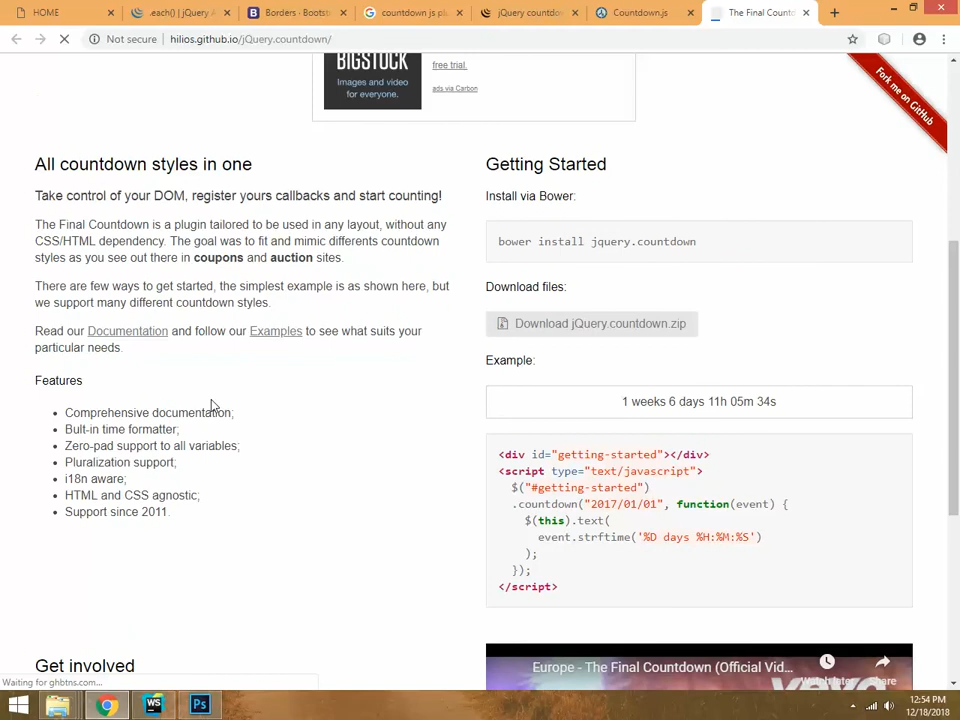 HOME
.each() | jQuery A
Borders · Bootst
countdown js plu
jQuery countdo
Countdown.js
The Final Countd
Not secure | hilios.github.io/jQuery.countdown/
BIGSTOCK
Images and video
for everyone.
free trial.
ads via Carbon
Fork me on GitHub
All countdown styles in one
Take control of your DOM, register yours callbacks and start counting!
The Final Countdown is a plugin tailored to be used in any layout, without any
CSS/HTML dependency. The goal was to fit and mimic differents countdown
styles as you see out there in coupons and auction sites.
There are few ways to get started, the simplest example is as shown here, but
we support many different countdown styles.
Read our Documentation and follow our Examples to see what suits your
particular needs.
Features
Comprehensive documentation;
Bult-in time formatter;
Zero-pad support to all variables;
Pluralization support;
i18n aware;
HTML and CSS agnostic;
Support since 2011.
Get involved
Getting Started
Install via Bower:
bower install jquery.countdown
Download files:
Download jQuery.countdown.zip
Example:
1 weeks 6 days 11h 05m 34s
<div id="getting-started"></div>
<script type="text/javascript">
$("#getting-started")
.countdown("2017/01/01", function(event) {
$(this).text(
event.strftime('%D days %H:%M:%S')
);
});
</script>
Europe - The Final Countdown (Official Vid...
Watch later
Share
vevo
Waiting for ghbtns.com...
WS
Ps
12:54 PM
12/18/2018